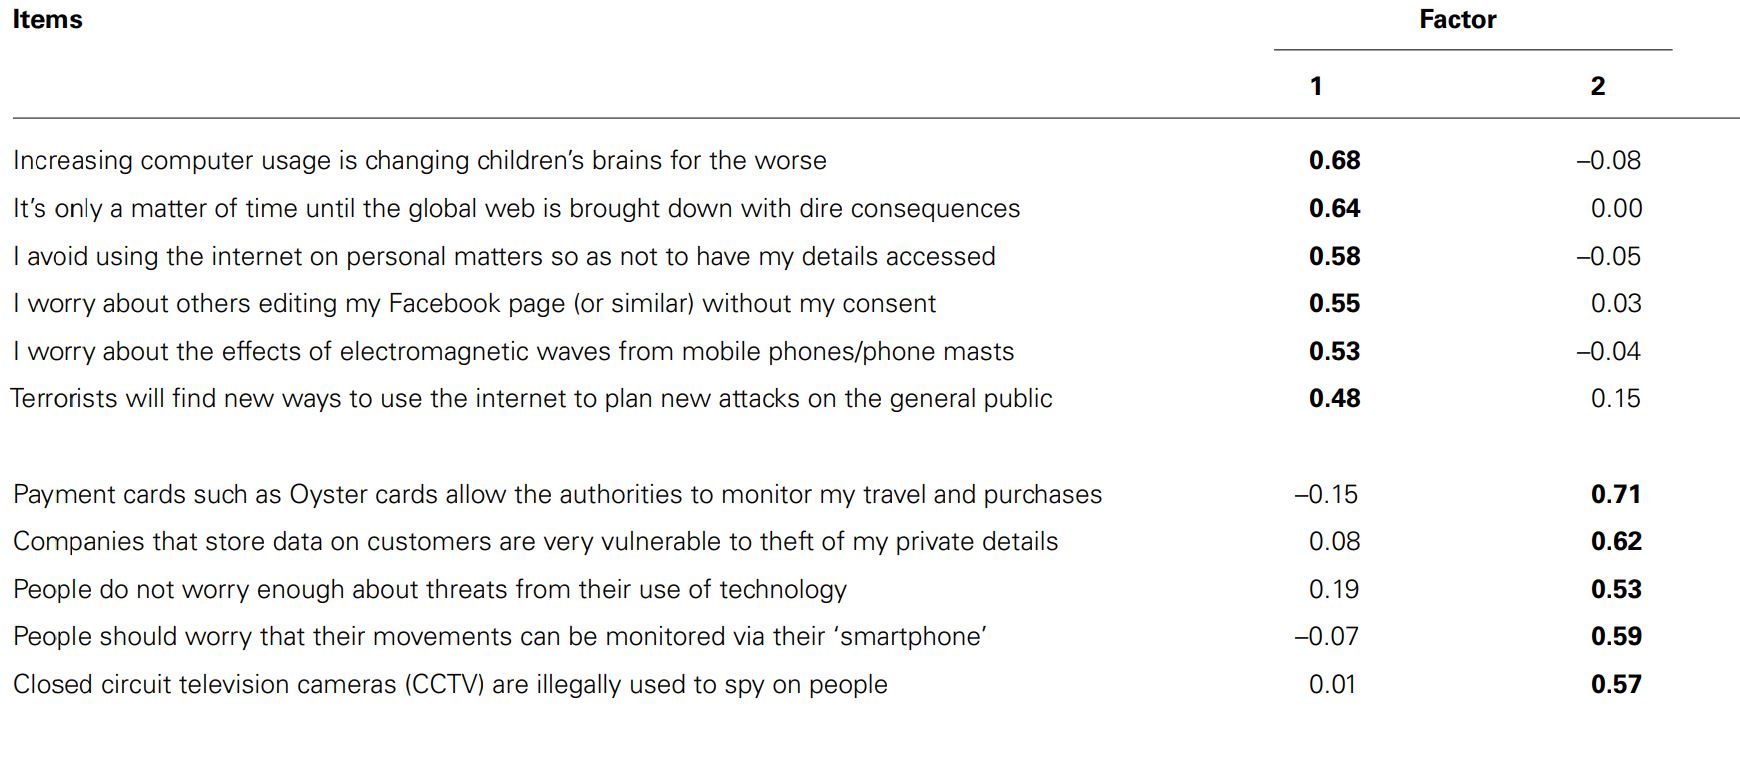 Items Factor
1 2
Increasing computer usage is changing children’s brains for the worse 0.68 –0.08
It’s only a matter of time until the global web is brought down with dire consequences 0.64 0.00
I avoid using the internet on personal matters so as not to have my details accessed 0.58 –0.05
I worry about others editing my Facebook page (or similar) without my consent 0.55 0.03
I worry about the effects of electromagnetic waves from mobile phones/phone masts 0.53 –0.04
Terrorists will find new ways to use the internet to plan new attacks on the general public 0.48 0.15
Payment cards such as Oyster cards allow the authorities to monitor my travel and purchases –0.15 0.71
Companies that store data on customers are very vulnerable to theft of my private details 0.08 0.62
People do not worry enough about threats from their use of technology 0.19 0.53
People should worry that their movements can be monitored via their ‘smartphone’ –0.07 0.59
Closed circuit television cameras (CCTV) are illegally used to spy on people 0.01 0.57